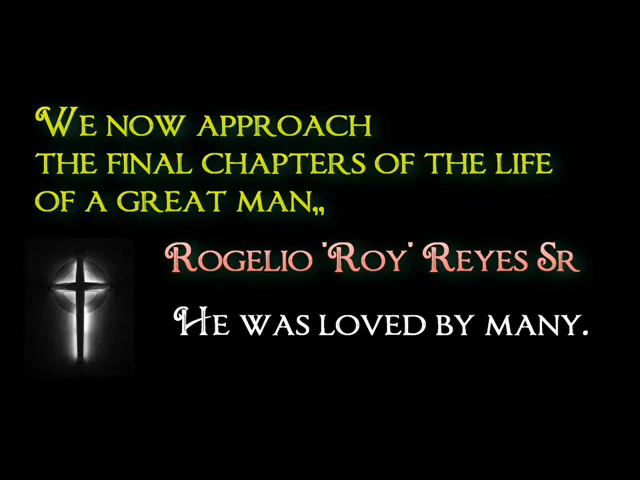 We now approach
the final chapters of the life
of a great man,,
Rogelio 'Roy' Reyes Sr
He was loved by many.